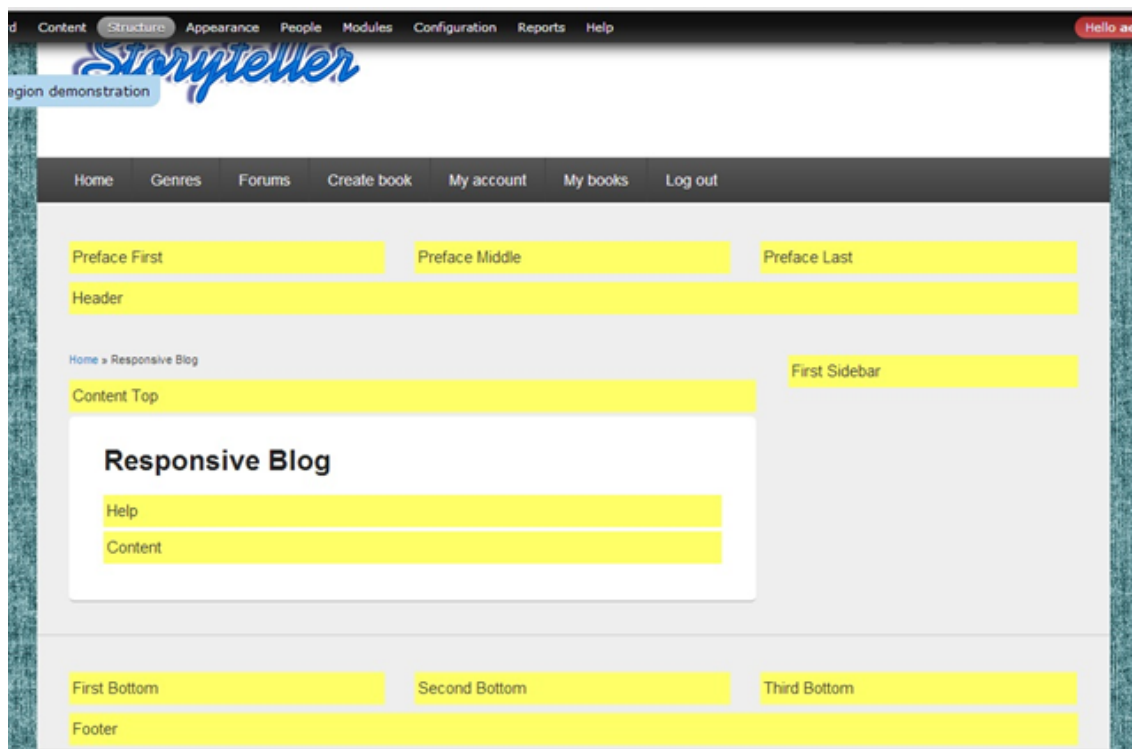 d Content Structure Appearance People Modules Configuration Reports Help Hello ad
Storyteller
egion demonstration
Home Genres Forums Create book My account My books Log out
Preface First Preface Middle Preface Last
Header
Home » Responsive Blog
First Sidebar
Content Top
Responsive Blog
Help
Content
First Bottom Second Bottom Third Bottom
Footer